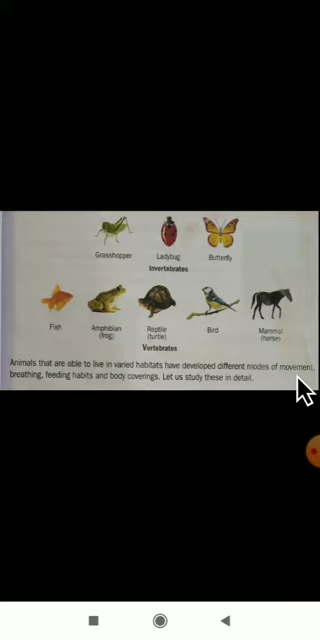 Grasshopper Ladybug Butterfly
Invertebrates
Fish Amphibian Reptile Bird Mammal
(frog) (turtle) (horse)
Vertebrates
Animals that are able to live in varied habitats have developed different modes of movement,
breathing, feeding habits and body coverings. Let us study these in detail.